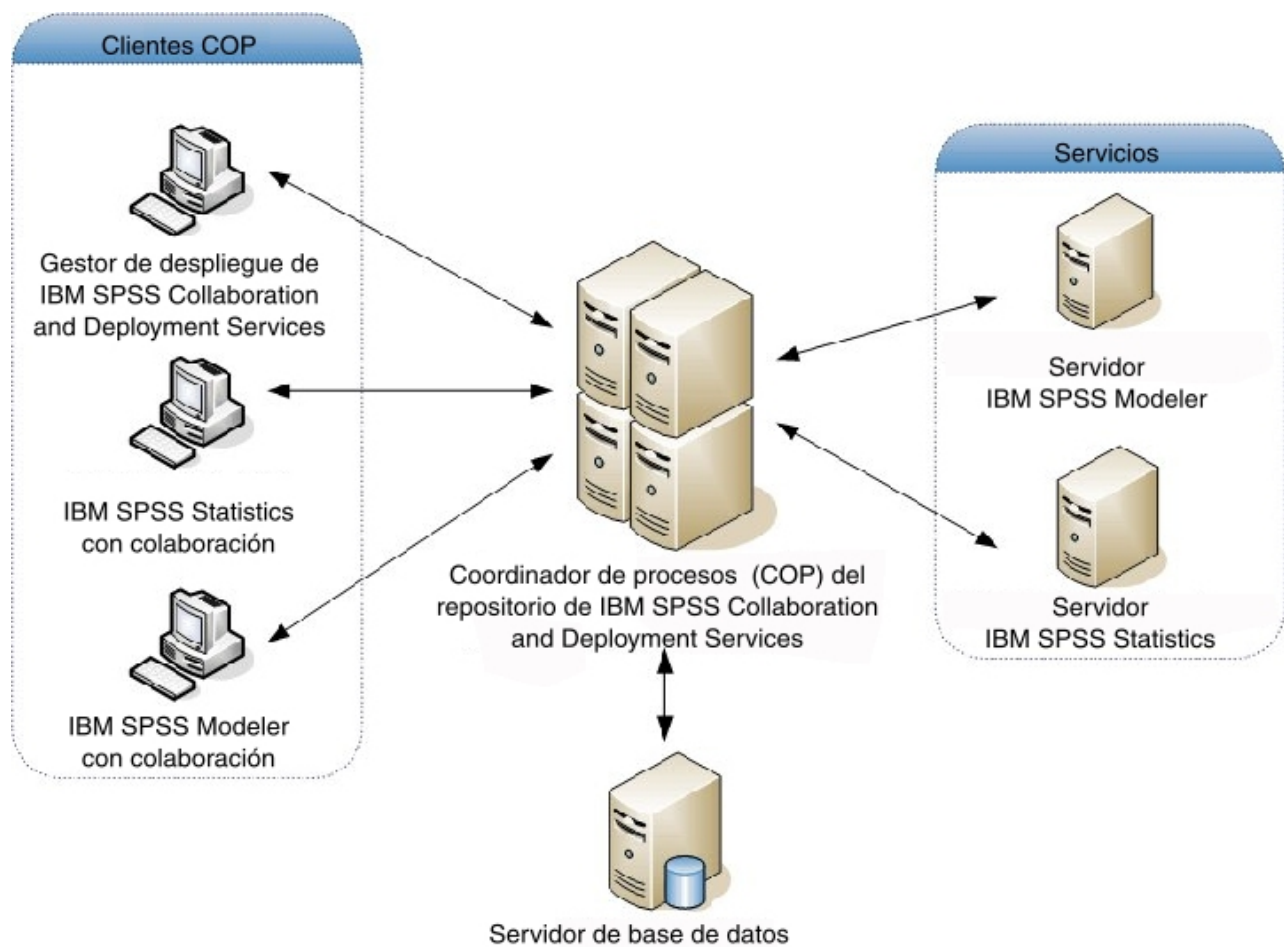 Clientes COP
Gestor de despliegue de
IBM SPSS Collaboration
and Deployment Services
IBM SPSS Statistics
con colaboración
IBM SPSS Modeler
con colaboración
Coordinador de procesos (COP) del
repositorio de IBM SPSS Collaboration
and Deployment Services
Servidor de base de datos
Servicios
Servidor
IBM SPSS Modeler
Servidor
IBM SPSS Statistics